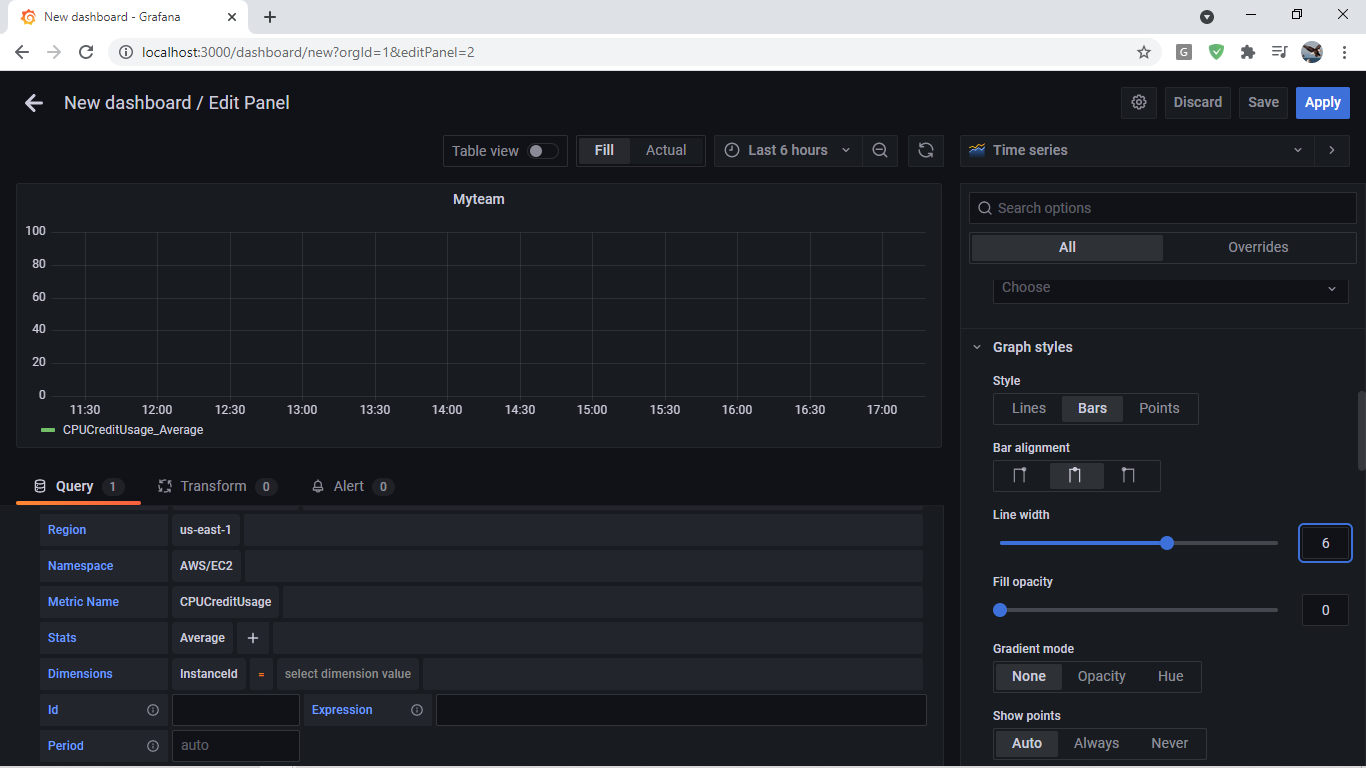 New dashboard - Grafana
localhost:3000/dashboard/new?orgId=1&editPanel=2
G
New dashboard / Edit Panel
Discard
Save
Apply
Table view
Fill
Actual
Last 6 hours
Time series
Myteam
Search options
All
Overrides
Choose
100
80
60
40
20
0
11:30 12:00 12:30 13:00 13:30 14:00 14:30 15:00 15:30 16:00 16:30 17:00
CPUCreditUsage_Average
Graph styles
Style
Lines Bars Points
Bar alignment
Line width
6
Fill opacity
0
Gradient mode
None Opacity Hue
Show points
Auto Always Never
Query 1
Transform 0
Alert 0
Region us-east-1
Namespace AWS/EC2
Metric Name CPUCreditUsage
Stats Average +
Dimensions InstanceId = select dimension value
Id Expression
Period auto